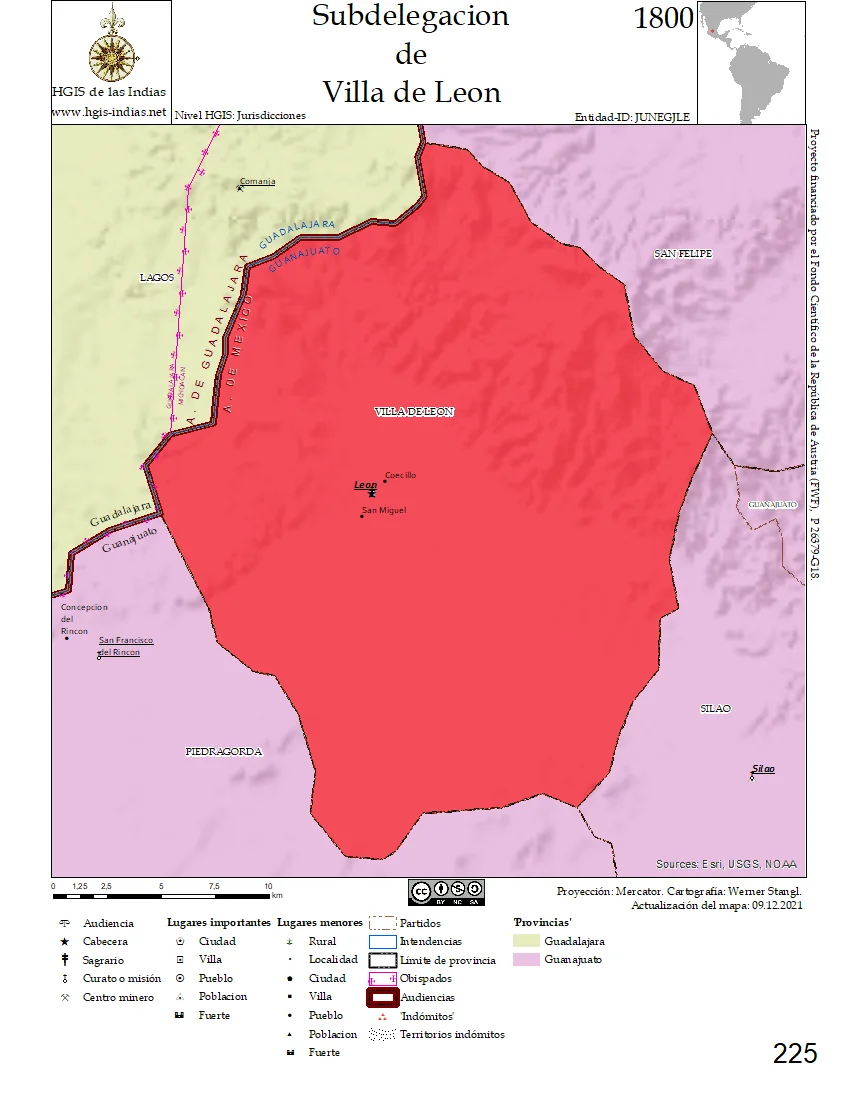 Subdelegacion
de
Villa de Leon
1800
HGIS de las Indias
www.hgis-indias.net
Nivel HGIS: Jurisdicciones
Entidad-ID: JUNEGJLE
Proyecto financiado por el Fondo Científico de la República de Austria (FWF), P 26379-G18.
Comanja
GUADALAJARA
GUANAJUATO
SAN FELIPE
LAGOS
A. DE GUADALAJARA
A. DE MEXICO
GUADALAJARA
MICHOACAN
VILLA DE LEON
Coecillo
Leon
San Miguel
GUANAJUATO
Guadalajara
Guanajuato
Concepcion
del
Rincon
San Francisco
del Rincon
SILAO
PIEDRAGORDA
Silao
Sources: Esri, USGS, NOAA
0 1,25 2,5 5 7,5 10
km
cc BY NC SA
Proyección: Mercator. Cartografía: Werner Stangl.
Actualización del mapa: 09.12.2021
Audiencia
Cabecera
Sagrario
Curato o misión
Centro minero
Lugares importantes
Ciudad
Villa
Pueblo
Poblacion
Fuerte
Lugares menores
Rural
Localidad
Ciudad
Villa
Pueblo
Poblacion
Fuerte
Partidos
Intendencias
Límite de provincia
Obispados
Audiencias
'Indómitos'
Territorios indómitos
'Provincias'
Guadalajara
Guanajuato
225